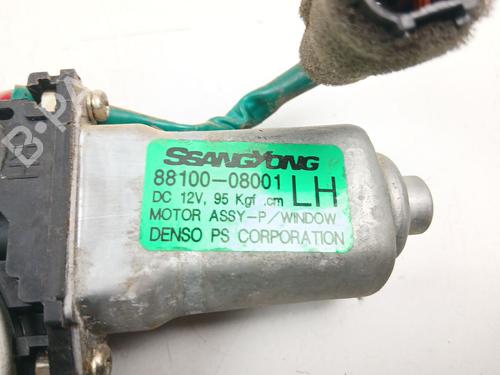 SSANGYONG
88100-08001 LH
DC 12V, 95 Kgf .cm
MOTOR ASSY-P/WINDOW
DENSO PS CORPORATION